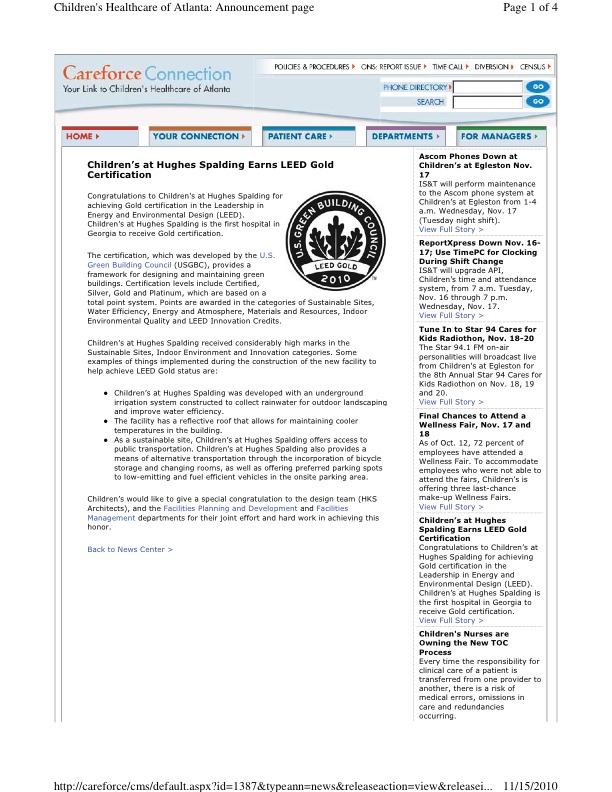 Children's Healthcare of Atlanta: Announcement page
Page 1 of 4
Careforce Connection
Your Link to Children's Healthcare of Atlanta
POLICIES & PROCEDURES
QNS: REPORT ISSUE
TIME CALL
DIVERSION
CENSUS
PHONE DIRECTORY
GO
SEARCH
GO
HOME
YOUR CONNECTION
PATIENT CARE
DEPARTMENTS
FOR MANAGERS
Children's at Hughes Spalding Earns LEED Gold
Certification
Congratulations to Children's at Hughes Spalding for
achieving Gold certification in the Leadership in
Energy and Environmental Design (LEED).
Children's at Hughes Spalding is the first hospital in
Georgia to receive Gold certification.
U.S. GREEN BUILDING COUNCIL
LEED GOLD
2010
The certification, which was developed by the U.S.
Green Building Council (USGBC), provides a
framework for designing and maintaining green
buildings. Certification levels include Certified,
Silver, Gold and Platinum, which are based on a
total point system. Points are awarded in the categories of Sustainable Sites,
Water Efficiency, Energy and Atmosphere, Materials and Resources, Indoor
Environmental Quality and LEED Innovation Credits.
Children's at Hughes Spalding received considerably high marks in the
Sustainable Sites, Indoor Environment and Innovation categories. Some
examples of things implemented during the construction of the new facility to
help achieve LEED Gold status are:
• Children's at Hughes Spalding was developed with an underground
irrigation system constructed to collect rainwater for outdoor landscaping
and improve water efficiency.
• The facility has a reflective roof that allows for maintaining cooler
temperatures in the building.
• As a sustainable site, Children's at Hughes Spalding offers access to
public transportation. Children's at Hughes Spalding also provides a
means of alternative transportation through the incorporation of bicycle
storage and changing rooms, as well as offering preferred parking spots
to low-emitting and fuel efficient vehicles in the onsite parking area.
Children's would like to give a special congratulation to the design team (HKS
Architects), and the Facilities Planning and Development and Facilities
Management departments for their joint effort and hard work in achieving this
honor.
Back to News Center >
Ascom Phones Down at
Children's at Egleston Nov.
17
IS&T will perform maintenance
to the Ascom phone system at
Children's at Egleston from 1-4
a.m. Wednesday, Nov. 17
(Tuesday night shift).
View Full Story >
ReportXpress Down Nov. 16-
17; Use TimePC for Clocking
During Shift Change
IS&T will upgrade API,
Children's time and attendance
system, from 7 a.m. Tuesday,
Nov. 16 through 7 p.m.
Wednesday, Nov. 17.
View Full Story >
Tune In to Star 94 Cares for
Kids Radiothon, Nov. 18-20
The Star 94.1 FM on-air
personalities will broadcast live
from Children's at Egleston for
the 8th Annual Star 94 Cares for
Kids Radiothon on Nov. 18, 19
and 20.
View Full Story >
Final Chances to Attend a
Wellness Fair, Nov. 17 and
18
As of Oct. 12, 72 percent of
employees have attended a
Wellness Fair. To accommodate
employees who were not able to
attend the fairs, Children's is
offering three last-chance
make-up Wellness Fairs.
View Full Story >
Children's at Hughes
Spalding Earns LEED Gold
Certification
Congratulations to Children's at
Hughes Spalding for achieving
Gold certification in the
Leadership in Energy and
Environmental Design (LEED).
Children's at Hughes Spalding is
the first hospital in Georgia to
receive Gold certification.
View Full Story >
Children's Nurses are
Owning the New TOC
Process
Every time the responsibility for
clinical care of a patient is
transferred from one provider to
another, there is a risk of
medical errors, omissions in
care and redundancies
occurring.
http://careforce/cms/default.aspx?id=1387&typeann=news&releaseaction=view&releasei...
11/15/2010